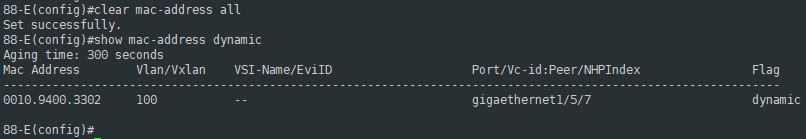 88-E(config)#clear mac-address all
Set successfully.
88-E(config)#show mac-address dynamic
Aging time: 300 seconds
Mac Address Vlan/Vxlan VSI-Name/EviID Port/Vc-id:Peer/NHPIndex Flag
--------------------------------------------------------------------------------------------------------
0010.9400.3302 100 -- gigaethernet1/5/7 dynamic
88-E(config)#